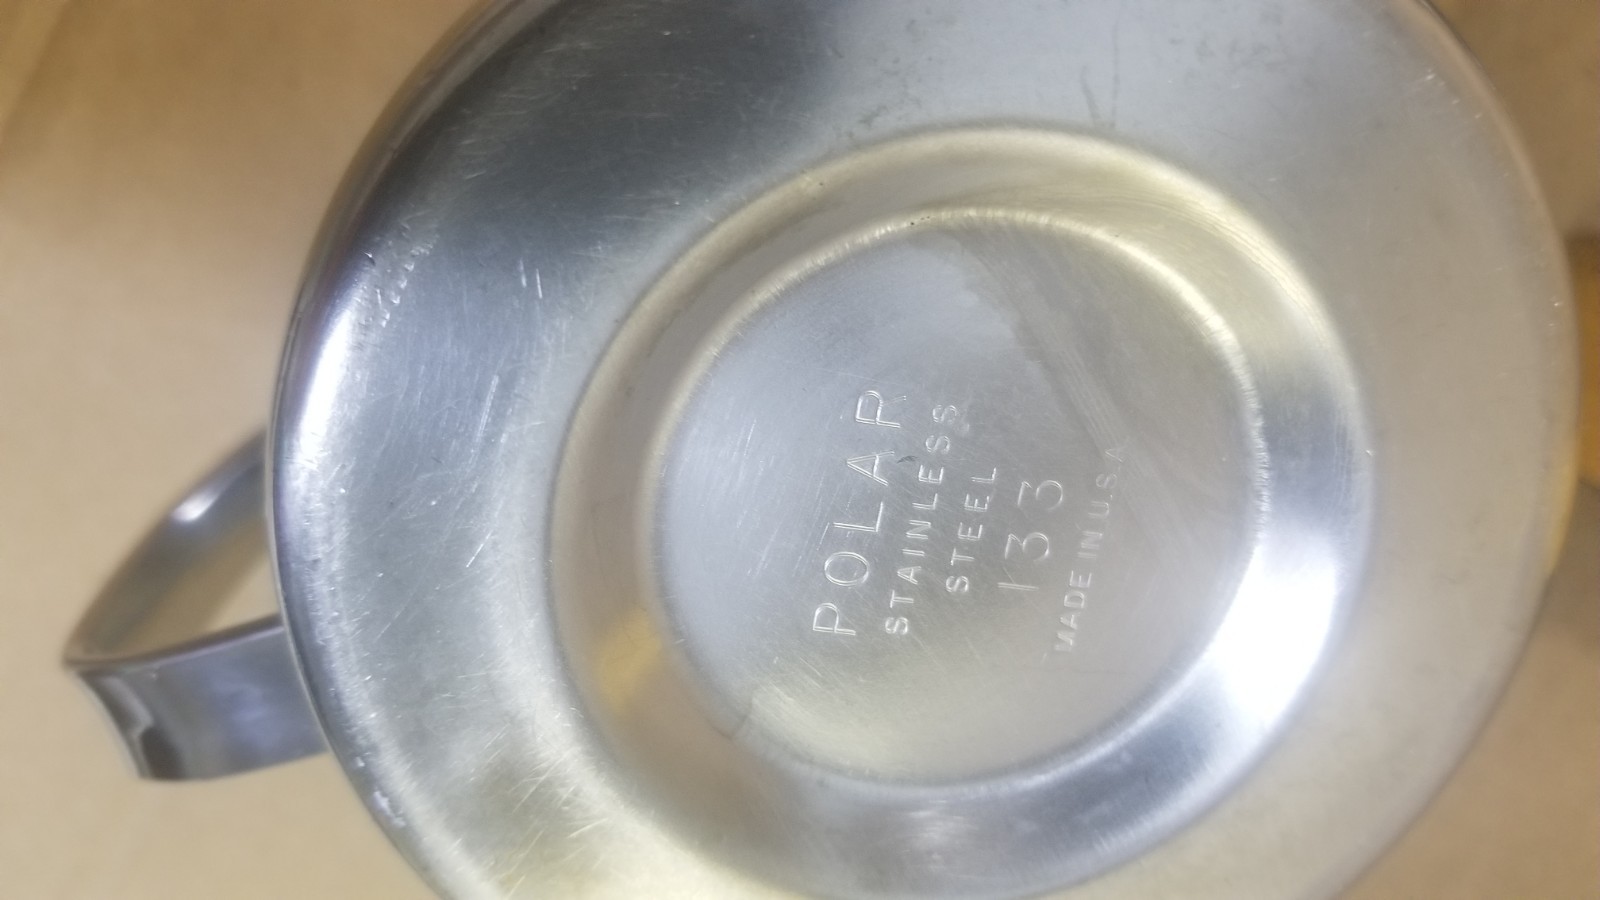 POLAR
STAINLESS
STEEL
133
MADE IN U.S.A